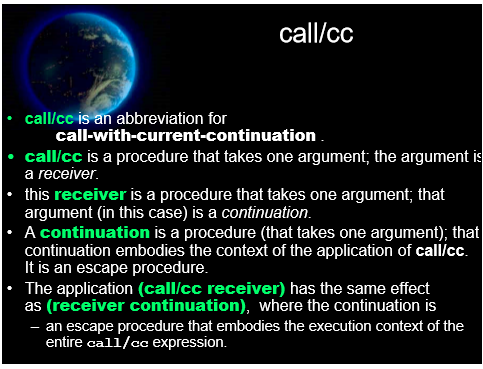 call/cc
• call/cc is an abbreviation for
call-with-current-continuation .
• call/cc is a procedure that takes one argument; the argument is
a receiver.
• this receiver is a procedure that takes one argument; that
argument (in this case) is a continuation.
• A continuation is a procedure (that takes one argument); that
continuation embodies the context of the application of call/cc.
It is an escape procedure.
• The application (call/cc receiver) has the same effect
as (receiver continuation), where the continuation is
– an escape procedure that embodies the execution context of the
entire call/cc expression.